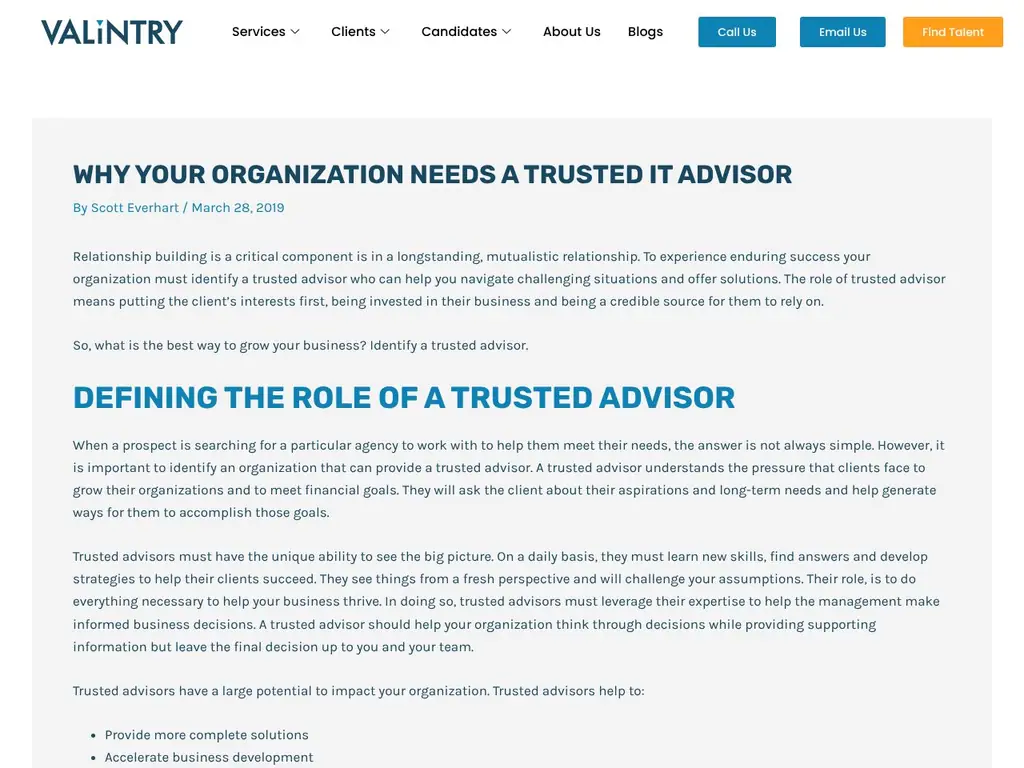 VALiNTRY
Services
Clients
Candidates
About Us
Blogs
Call Us
Email Us
Find Talent
WHY YOUR ORGANIZATION NEEDS A TRUSTED IT ADVISOR
By Scott Everhart / March 28, 2019
Relationship building is a critical component is in a longstanding, mutualistic relationship. To experience enduring success your
organization must identify a trusted advisor who can help you navigate challenging situations and offer solutions. The role of trusted advisor
means putting the client’s interests first, being invested in their business and being a credible source for them to rely on.
So, what is the best way to grow your business? Identify a trusted advisor.
DEFINING THE ROLE OF A TRUSTED ADVISOR
When a prospect is searching for a particular agency to work with to help them meet their needs, the answer is not always simple. However, it
is important to identify an organization that can provide a trusted advisor. A trusted advisor understands the pressure that clients face to
grow their organizations and to meet financial goals. They will ask the client about their aspirations and long-term needs and help generate
ways for them to accomplish those goals.
Trusted advisors must have the unique ability to see the big picture. On a daily basis, they must learn new skills, find answers and develop
strategies to help their clients succeed. They see things from a fresh perspective and will challenge your assumptions. Their role, is to do
everything necessary to help your business thrive. In doing so, trusted advisors must leverage their expertise to help the management make
informed business decisions. A trusted advisor should help your organization think through decisions while providing supporting
information but leave the final decision up to you and your team.
Trusted advisors have a large potential to impact your organization. Trusted advisors help to:
• Provide more complete solutions
• Accelerate business development